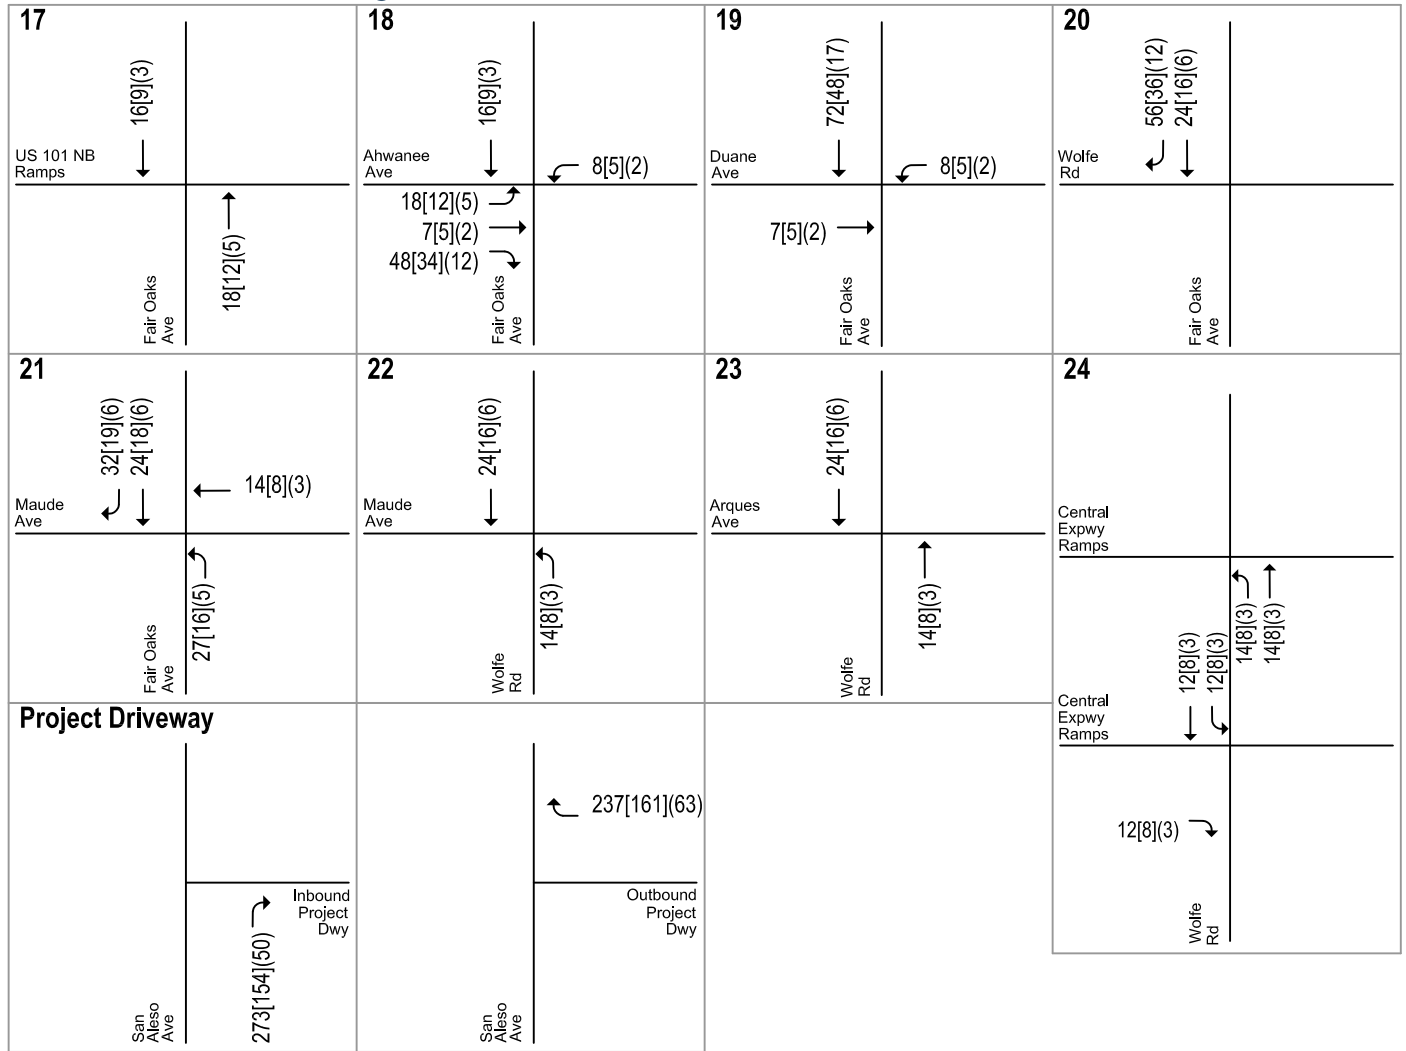 17
16[9](3)
US 101 NB
Ramps
18[12](5)
Fair Oaks
Ave
18
16[9](3)
Ahwanee
Ave
8[5](2)
18[12](5)
7[5](2)
48[34](12)
Fair Oaks
Ave
19
72[48](17)
Duane
Ave
8[5](2)
7[5](2)
Fair Oaks
Ave
20
56[36](12)
24[16](6)
Wolfe
Rd
Fair Oaks
Ave
21
32[19](6)
24[18](6)
Maude
Ave
14[8](3)
27[16](5)
Fair Oaks
Ave
22
24[16](6)
Maude
Ave
14[8](3)
Wolfe
Rd
23
24[16](6)
Arques
Ave
14[8](3)
Wolfe
Rd
24
Central
Expwy
Ramps
14[8](3)
14[8](3)
12[8](3)
12[8](3)
Central
Expwy
Ramps
12[8](3)
Wolfe
Rd
Project Driveway
Inbound
Project
Dwy
273[154](50)
San
Aleso
Ave
237[161](63)
Outbound
Project
Dwy
San
Aleso
Ave